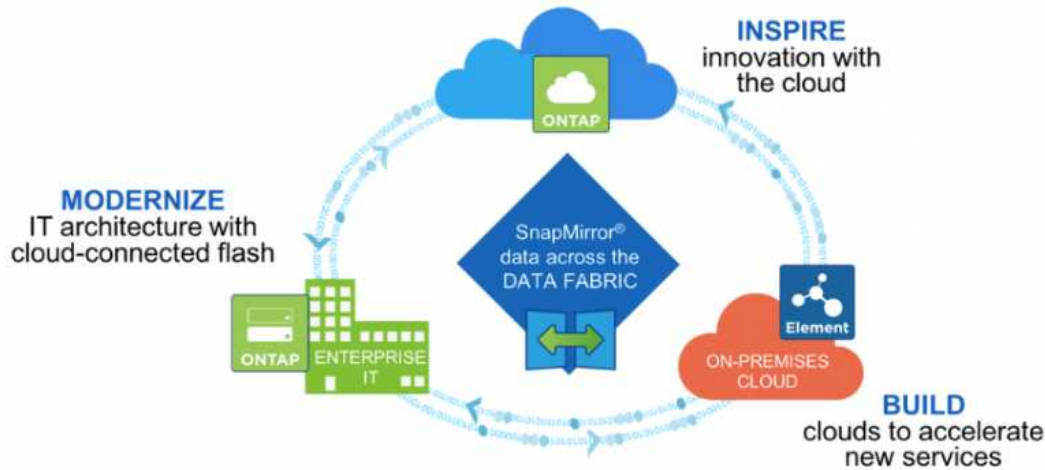 INSPIRE
innovation with
the cloud
ONTAP
MODERNIZE
IT architecture with
cloud-connected flash
SnapMirror®
data across the
DATA FABRIC
ONTAP
ENTERPRISE
IT
Element
ON-PREMISES
CLOUD
BUILD
clouds to accelerate
new services